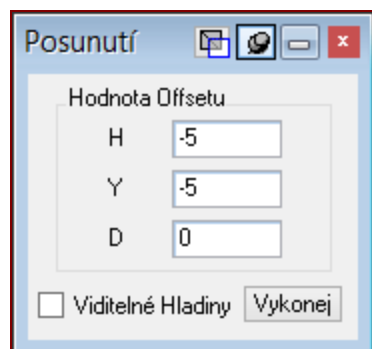 Posunutí
Hodnota Offsetu
H -5
Y -5
D 0
Viditelné Hladiny Vykonej